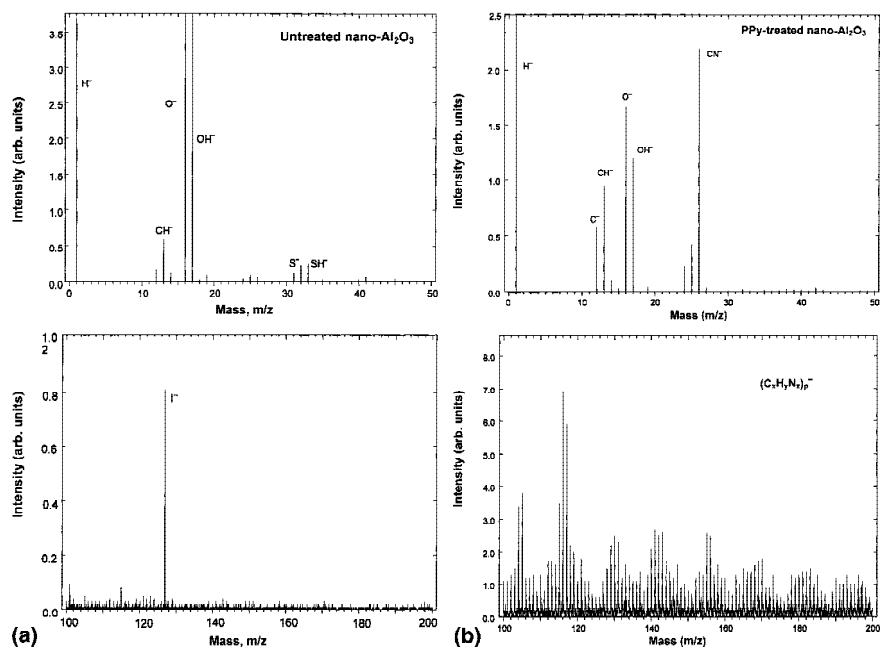 Untreated nano-Al₂O₃
Intensity (arb. units)
3.5
3.0
2.5
2.0
1.5
1.0
0.5
0.0
H⁻
O⁻
OH⁻
CH⁻
S⁻
SH⁻
0
10
20
30
40
50
Mass, m/z
PPy-treated nano-Al₂O₃
Intensity (arb. units)
2.5
2.0
1.5
1.0
0.5
0.0
H⁻
C⁻
CH⁻
O⁻
OH⁻
CN⁻
0
10
20
30
40
50
Mass (m/z)
Intensity (arb. units)
1.0
2
0.8
0.6
0.4
0.2
0.0
I⁻
100
120
140
160
180
200
Mass, m/z
(a)
Intensity (arb. units)
8.0
7.0
6.0
5.0
4.0
3.0
2.0
1.0
0.0
(CₓHᵧN₂)ₚ⁻
100
120
140
160
180
200
Mass (m/z)
(b)